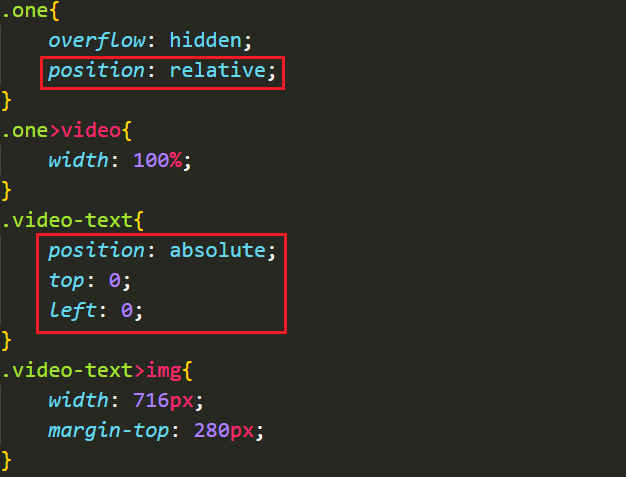 .one{
overflow: hidden;
position: relative;
}
.one>video{
width: 100%;
}
.video-text{
position: absolute;
top: 0;
left: 0;
}
.video-text>img{
width: 716px;
margin-top: 280px;
}